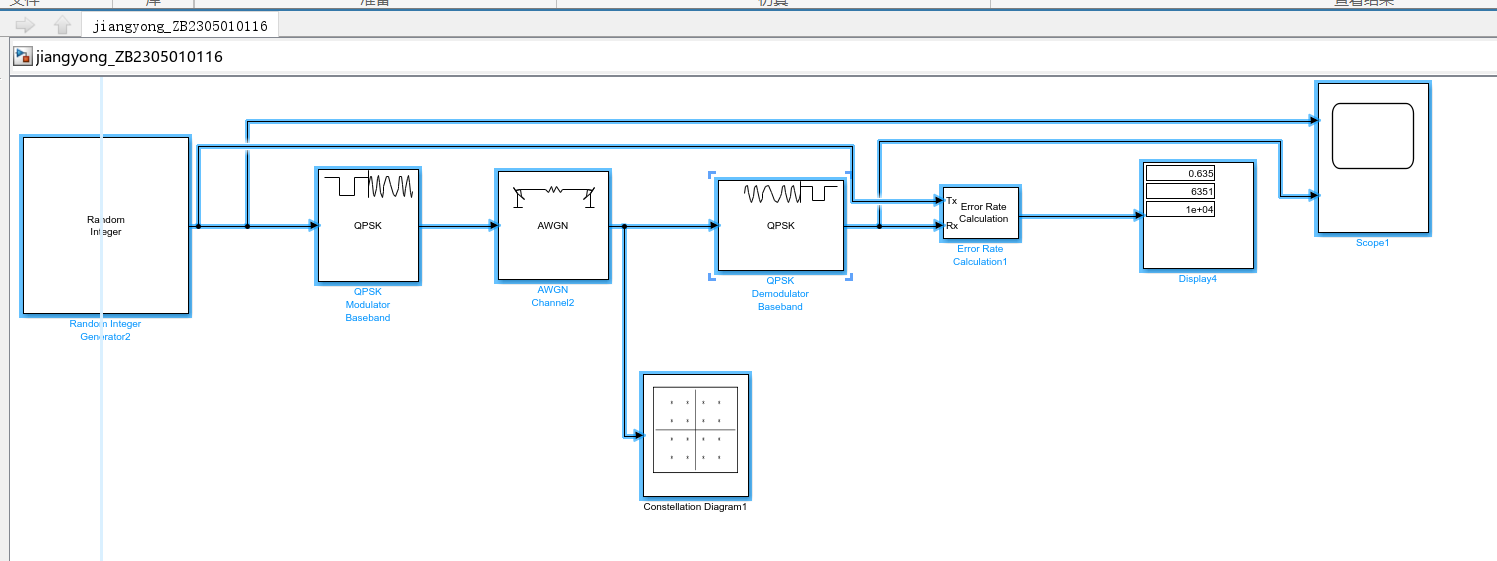 jiangyong_ZB2305010116
jiangyong_ZB2305010116
Random
Integer
Random Integer
Generator2
QPSK
QPSK
Modulator
Baseband
AWGN
AWGN
Channel2
QPSK
QPSK
Demodulator
Baseband
Tx
Rx
Error Rate
Calculation
Error Rate
Calculation1
0.635
6351
1e+04
Display4
Scope1
Constellation Diagram1